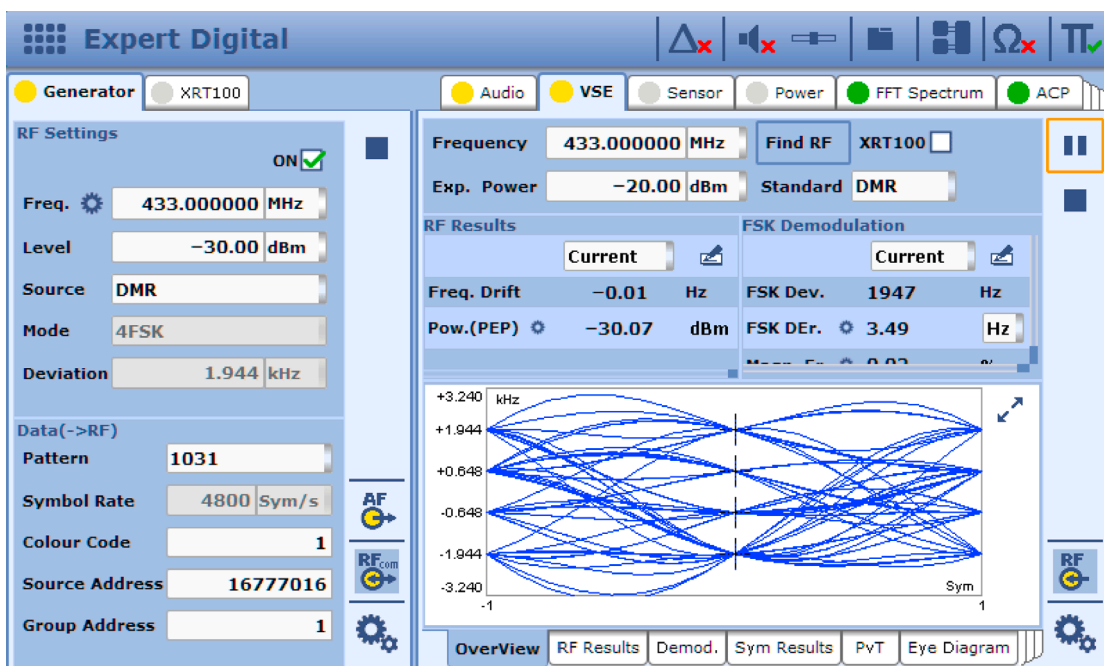 Expert Digital
Generator XRT100
RF Settings
ON
Freq. 433.000000 MHz
Level −30.00 dBm
Source DMR
Mode 4FSK
Deviation 1.944 kHz
Data(->RF)
Pattern 1031
Symbol Rate 4800 Sym/s
Colour Code 1
Source Address 16777016
Group Address 1
AF
RFcom
Audio VSE Sensor Power FFT Spectrum ACP
Frequency 433.000000 MHz Find RF XRT100
Exp. Power −20.00 dBm Standard DMR
RF Results
Current
Freq. Drift −0.01 Hz
Pow.(PEP) −30.07 dBm
FSK Demodulation
Current
FSK Dev. 1947 Hz
FSK DEr. 3.49 Hz
+3.240 kHz
+1.944
+0.648
-0.648
-1.944
-3.240 Sym
-1 1
OverView RF Results Demod. Sym Results PvT Eye Diagram
RF